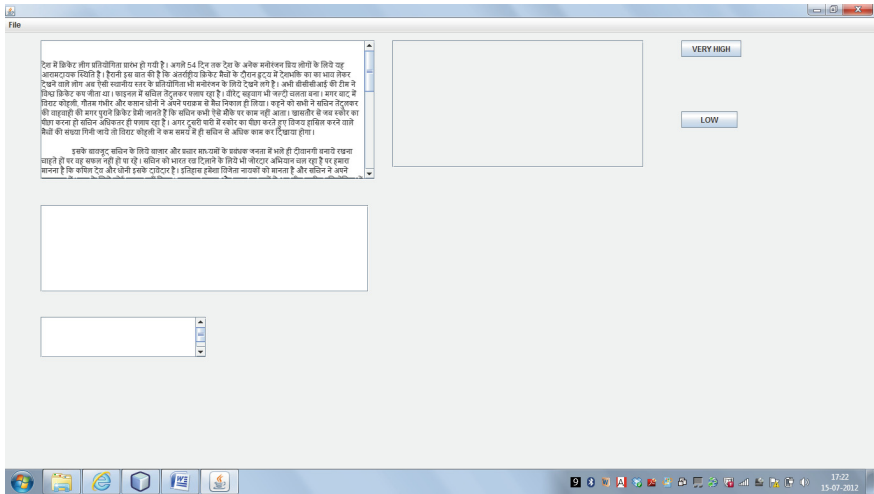 File
देश में क्रिकेट लीग प्रतियोगिता प्रारंभ हो गयी है। अगले 54 दिन तक देश के अनेक मनोरंजन प्रिय लोगों के लिये यह
आरामदायक स्थिति है। हैरानी इस बात की है कि अंतर्राष्ट्रीय क्रिकेट मैचों के दौरान हृदय में देशभक्ति का का भाव लेकर
देखने वाले लोग अब ऐसी स्थानीय स्तर के प्रतियोगिता भी मनोरंजन के लिये देखने लगे है। अभी बीसीसीआई की टीम ने
विश्व क्रिकेट कप जीता था। फाइनल में सचिन तेंदुलकर फ्लाप रहा है। वीरेंद्र सहवाग भी जल्दी चलता बना। मगर बाद में
विराट कोहली, गौतम गंभीर और कप्तान धोनी ने अपने पराक्रम से मैच निकाल ही लिया। कहने को सभी ने सचिन तेंदुलकर
की वाहवाही की मगर पुराने क्रिकेट प्रेमी जानते हैं कि सचिन कभी ऐसे मौके पर काम नहीं आता। खासतौर से जब स्कोर का
पीछा करना हो सचिन अधिकतर ही फ्लाप रहा है। अगर दूसरी पारी में स्कोर का पीछा करते हुए विजय हासिल करने वाले
मैचों की संख्या गिनी जाये तो विराट कोहली ने कम समय में ही सचिन से अधिक काम कर दिखाया होगा।
इसके बावजूद सचिन के लिये बाजार और प्रचार माध्यमों के प्रबंधक जनता में भले ही दीवानगी बनाये रखना
चाहते हों पर वह सफल नहीं हो पा रहे। सचिन को भारत रत्न दिलाने के लिये भी जोरदार अभियान चल रहा है पर हमारा
मानना है कि कपिल देव और धोनी इसके दावेदार हैं। इतिहास हमेशा विजेता नायकों को मानता है और सचिन ने अपने
VERY HIGH
LOW
17:22
15-07-2012